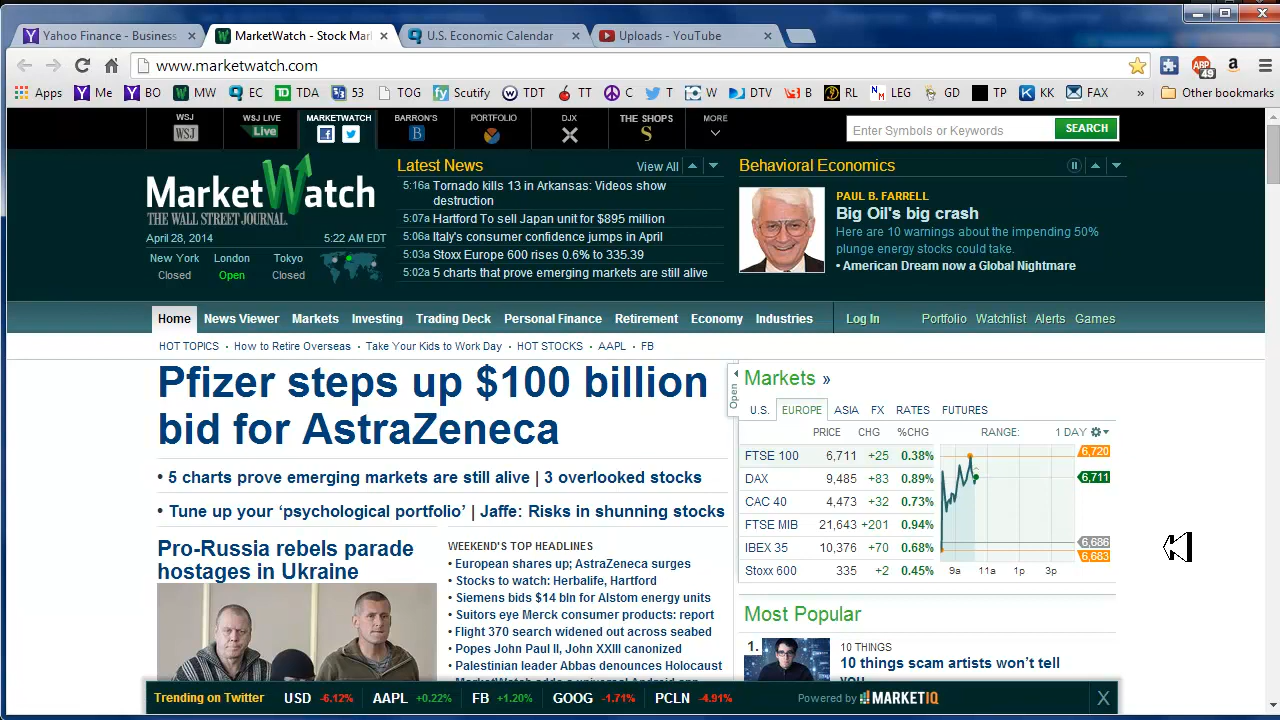 Yahoo Finance - Business
MarketWatch - Stock Mar
U.S. Economic Calendar
Uploads - YouTube
www.marketwatch.com
ABP 49
Apps Me BO MW EC TDA 53 TOG Scotify TDT TT C T W DTV B RL LEG GD TP KK FAX » Other bookmarks
WSJ WSJ LIVE MARKETWATCH BARRON'S PORTFOLIO DJX THE SHOPS MORE
WSJ Live B S
Enter Symbols or Keywords SEARCH
MarketWatch
THE WALL STREET JOURNAL
April 28, 2014 5:22 AM EDT
New York London Tokyo
Closed Open Closed
Latest News View All
5:16a Tornado kills 13 in Arkansas: Videos show
destruction
5:07a Hartford To sell Japan unit for $895 million
5:06a Italy's consumer confidence jumps in April
5:03a Stoxx Europe 600 rises 0.6% to 335.39
5:02a 5 charts that prove emerging markets are still alive
Behavioral Economics
PAUL B. FARRELL
Big Oil's big crash
Here are 10 warnings about the impending 50%
plunge energy stocks could take.
• American Dream now a Global Nightmare
Home News Viewer Markets Investing Trading Deck Personal Finance Retirement Economy Industries Log In Portfolio Watchlist Alerts Games
HOT TOPICS • How to Retire Overseas • Take Your Kids to Work Day • HOT STOCKS • AAPL • FB
Pfizer steps up $100 billion
bid for AstraZeneca
• 5 charts prove emerging markets are still alive | 3 overlooked stocks
• Tune up your ‘psychological portfolio’ | Jaffe: Risks in shunning stocks
Pro-Russia rebels parade
hostages in Ukraine
WEEKEND'S TOP HEADLINES
• European shares up; AstraZeneca surges
• Stocks to watch: Herbalife, Hartford
• Siemens bids $14 bln for Alstom energy units
• Suitors eye Merck consumer products: report
• Flight 370 search widened out across seabed
• Popes John Paul II, John XXIII canonized
• Palestinian leader Abbas denounces Holocaust
Open
Markets »
U.S. EUROPE ASIA FX RATES FUTURES
PRICE CHG %CHG RANGE: 1 DAY
FTSE 100 6,711 +25 0.38%
DAX 9,485 +83 0.89%
CAC 40 4,473 +32 0.73%
FTSE MIB 21,643 +201 0.94%
IBEX 35 10,376 +70 0.68%
Stoxx 600 335 +2 0.45%
6,720
6,711
6,686
6,683
9a 11a 1p 3p
Most Popular
1. 10 THINGS
10 things scam artists won’t tell
Trending on Twitter USD -6.12% AAPL +0.22% FB +1.20% GOOG -1.71% PCLN -4.91% Powered by MARKETIQ X